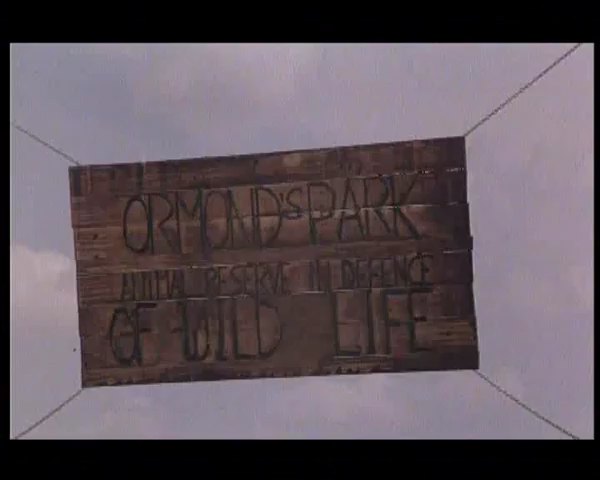 ORMOND'S PARK
ANIMAL RESERVE IN DEFENCE
OF WILD LIFE